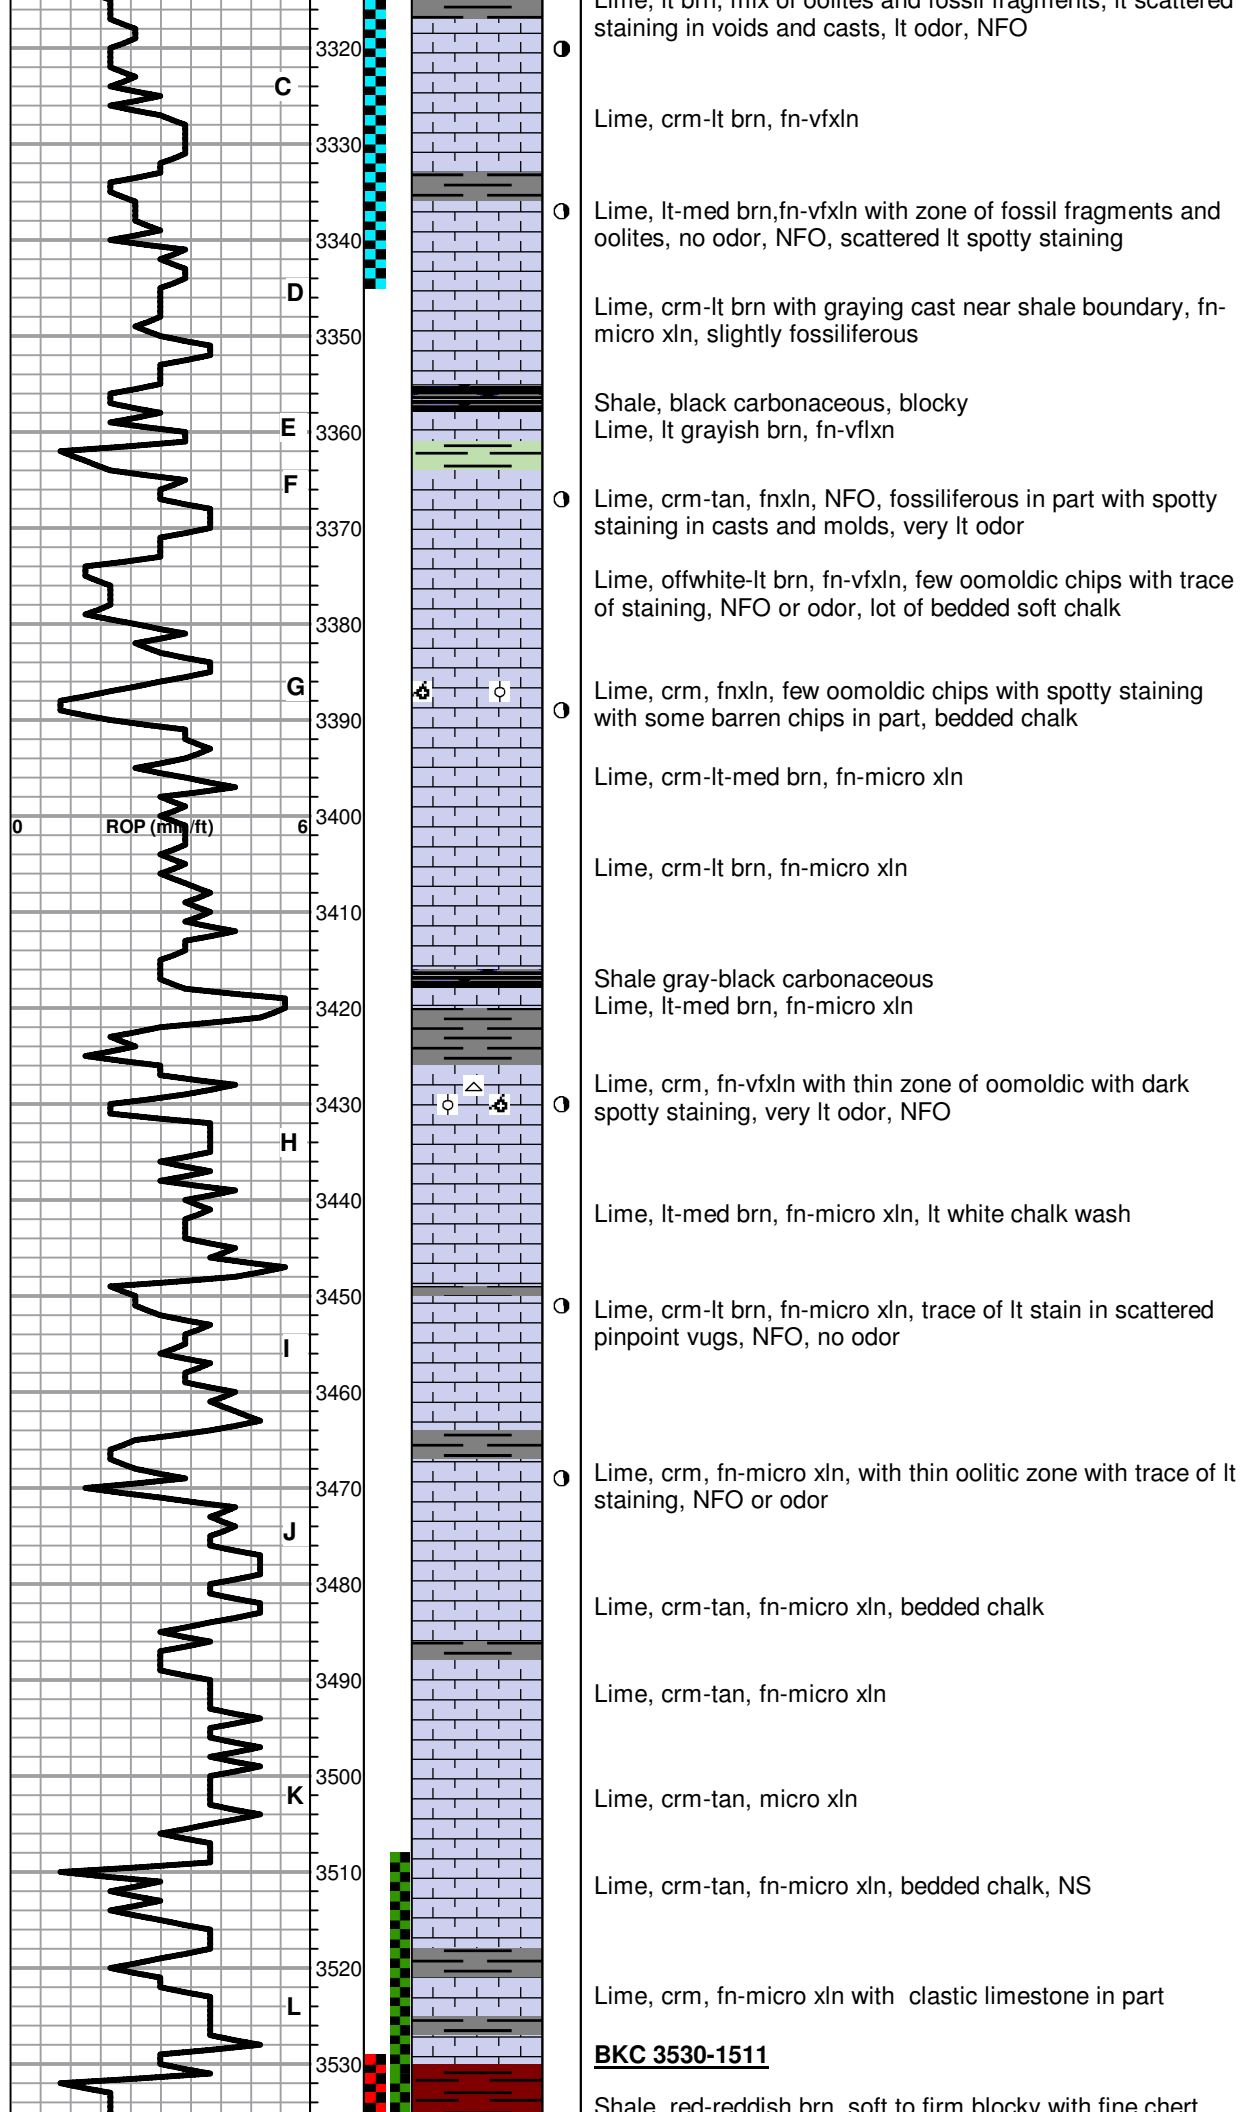 Lime, lt brn, mix of oolites and fossil fragments, lt scattered
staining in voids and casts, lt odor, NFO
3320
C
Lime, crm-lt brn, fn-vfxln
3330
Lime, lt-med brn,fn-vfxln with zone of fossil fragments and
oolites, no odor, NFO, scattered lt spotty staining
3340
D
Lime, crm-lt brn with graying cast near shale boundary, fn-
micro xln, slightly fossiliferous
3350
Shale, black carbonaceous, blocky
Lime, lt grayish brn, fn-vflxn
E
3360
F
Lime, crm-tan, fnxln, NFO, fossiliferous in part with spotty
staining in casts and molds, very lt odor
3370
Lime, offwhite-lt brn, fn-vfxln, few oomoldic chips with trace
of staining, NFO or odor, lot of bedded soft chalk
3380
G
Lime, crm, fnxln, few oomoldic chips with spotty staining
with some barren chips in part, bedded chalk
3390
Lime, crm-lt-med brn, fn-micro xln
3400
0 ROP (min/ft) 6
Lime, crm-lt brn, fn-micro xln
3410
Shale gray-black carbonaceous
Lime, lt-med brn, fn-micro xln
3420
Lime, crm, fn-vfxln with thin zone of oomoldic with dark
spotty staining, very lt odor, NFO
3430
H
3440
Lime, lt-med brn, fn-micro xln, lt white chalk wash
3450
Lime, crm-lt brn, fn-micro xln, trace of lt stain in scattered
pinpoint vugs, NFO, no odor
I
3460
Lime, crm, fn-micro xln, with thin oolitic zone with trace of lt
staining, NFO or odor
3470
J
3480
Lime, crm-tan, fn-micro xln, bedded chalk
3490
Lime, crm-tan, fn-micro xln
3500
K
Lime, crm-tan, micro xln
3510
Lime, crm-tan, fn-micro xln, bedded chalk, NS
3520
L
Lime, crm, fn-micro xln with  clastic limestone in part
3530
BKC 3530-1511
Shale, red-reddish brn, soft to firm blocky with fine chert